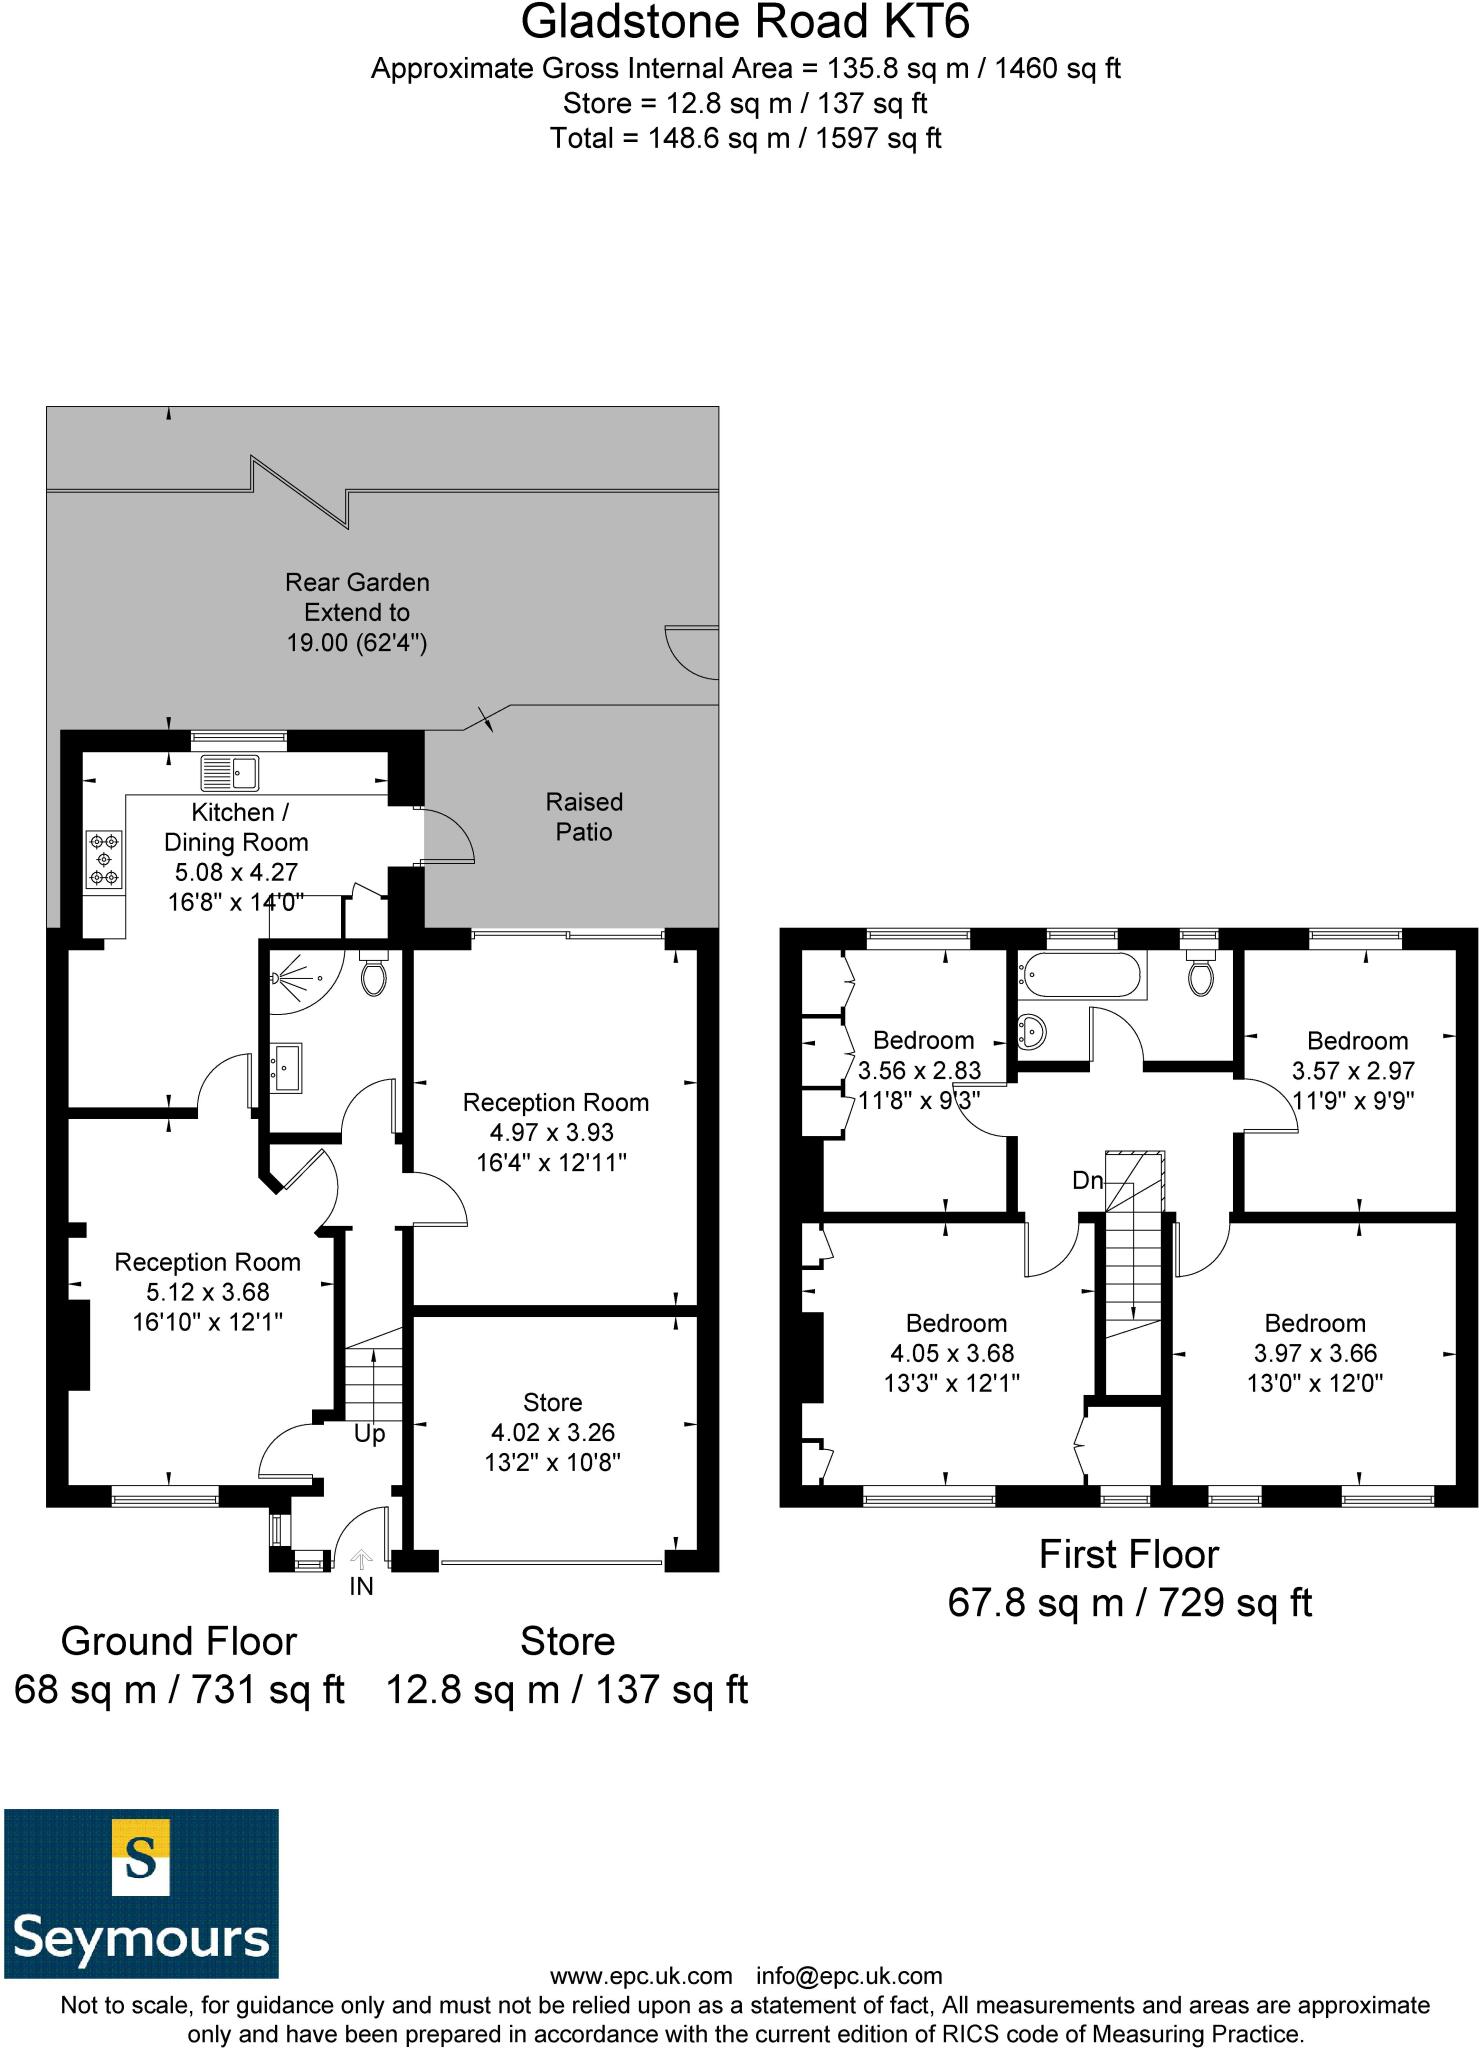 Gladstone Road KT6
Approximate Gross Internal Area = 135.8 sq m / 1460 sq ft
Store = 12.8 sq m / 137 sq ft
Total = 148.6 sq m / 1597 sq ft
Rear Garden
Extend to
19.00 (62'4")
Raised
Patio
Kitchen /
Dining Room
5.08 x 4.27
16'8" x 14'0"
Reception Room
4.97 x 3.93
16'4" x 12'11"
Reception Room
5.12 x 3.68
16'10" x 12'1"
Store
4.02 x 3.26
13'2" x 10'8"
Up
IN
Ground Floor
68 sq m / 731 sq ft
Store
12.8 sq m / 137 sq ft
Bedroom
3.56 x 2.83
11'8" x 9'3"
Bedroom
3.57 x 2.97
11'9" x 9'9"
Dn
Bedroom
4.05 x 3.68
13'3" x 12'1"
Bedroom
3.97 x 3.66
13'0" x 12'0"
First Floor
67.8 sq m / 729 sq ft
S
Seymours
www.epc.uk.com info@epc.uk.com
Not to scale, for guidance only and must not be relied upon as a statement of fact, All measurements and areas are approximate
only and have been prepared in accordance with the current edition of RICS code of Measuring Practice.